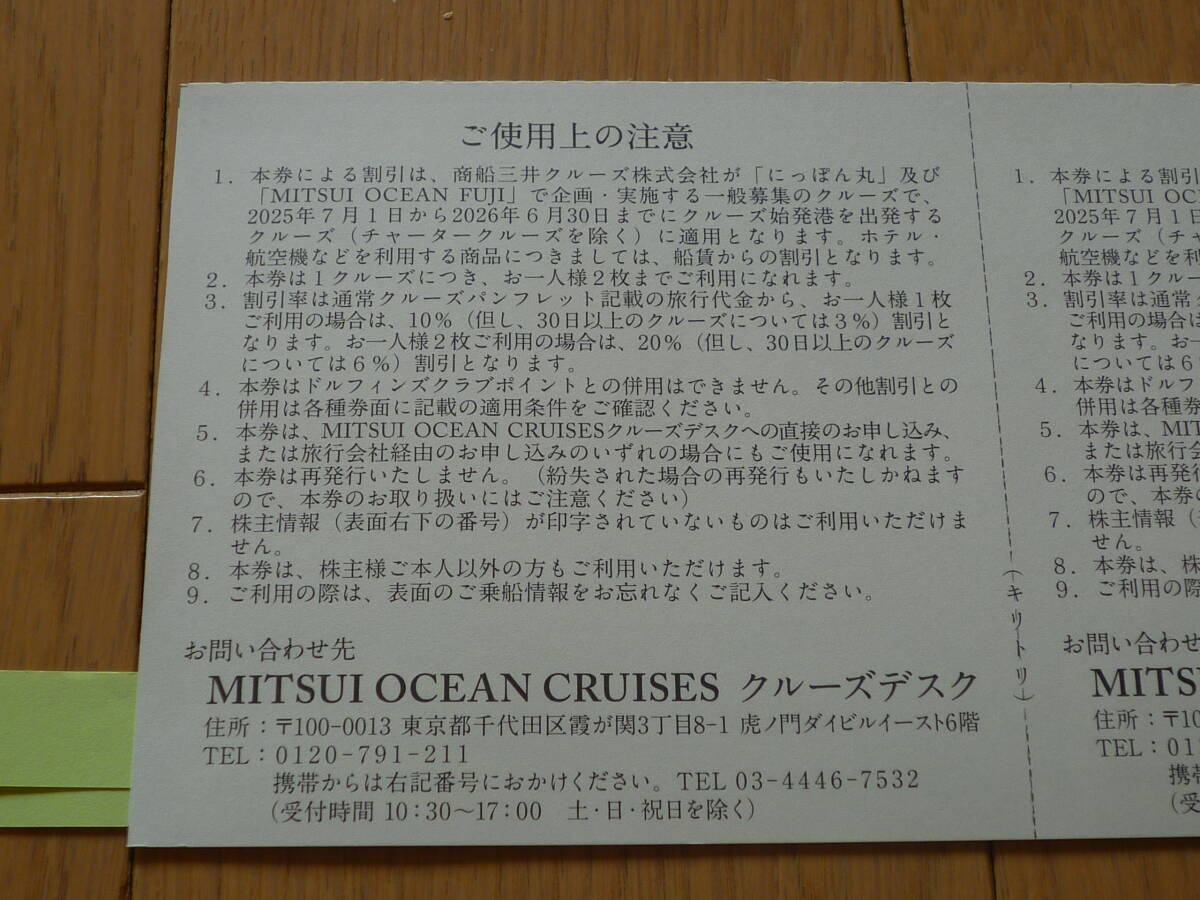 ご使用上の注意
1．本券による割引は、商船三井クルーズ株式会社が「にっぽん丸」及び
「MITSUI OCEAN FUJI」で企画・実施する一般募集のクルーズで、
2025年７月１日から2026年６月30日までにクルーズ始発港を出発する
クルーズ（チャータークルーズを除く）に適用となります。ホテル・
航空機などを利用する商品につきましては、船賃からの割引となります。
2．本券は１クルーズにつき、お一人様２枚までご利用になれます。
3．割引率は通常クルーズパンフレット記載の旅行代金から、お一人様１枚
ご利用の場合は、10％（但し、30日以上のクルーズについては３％）割引と
なります。お一人様２枚ご利用の場合は、20％（但し、30日以上のクルーズ
については６％）割引となります。
4．本券はドルフィンズクラブポイントとの併用はできません。その他割引との
併用は各種券面に記載の適用条件をご確認ください。
5．本券は、MITSUI OCEAN CRUISESクルーズデスクへの直接のお申し込み、
または旅行会社経由のお申し込みのいずれの場合にもご使用になれます。
6．本券は再発行いたしません。（紛失された場合の再発行もいたしかねます
ので、本券のお取り扱いにはご注意ください）
7．株主情報（表面右下の番号）が印字されていないものはご利用いただけま
せん。
8．本券は、株主様ご本人以外の方もご利用いただけます。
9．ご利用の際は、表面のご乗船情報をお忘れなくご記入ください。
お問い合わせ先
MITSUI OCEAN CRUISES クルーズデスク
住所：〒100-0013 東京都千代田区霞が関3丁目8-1 虎ノ門ダイビルイースト6階
TEL：0120-791-211
携帯からは右記番号におかけください。TEL 03-4446-7532
（受付時間 10:30～17:00　土・日・祝日を除く）
（キリトリ）
1．本券による割引
「MITSUI O
2025年７月１日
クルーズ（チャ
航空機などを利
2．本券は１クルー
3．割引率は通常
ご利用の場合は
なります。お一
については６
4．本券はドルフ
併用は各種券
5．本券は、MIT
または旅行会
6．本券は再発行
ので、本券
7．株主情報（
せん。
8．本券は、株
9．ご利用の際
お問い合わせ
MITS
住所：〒10
TEL：01
携
（受